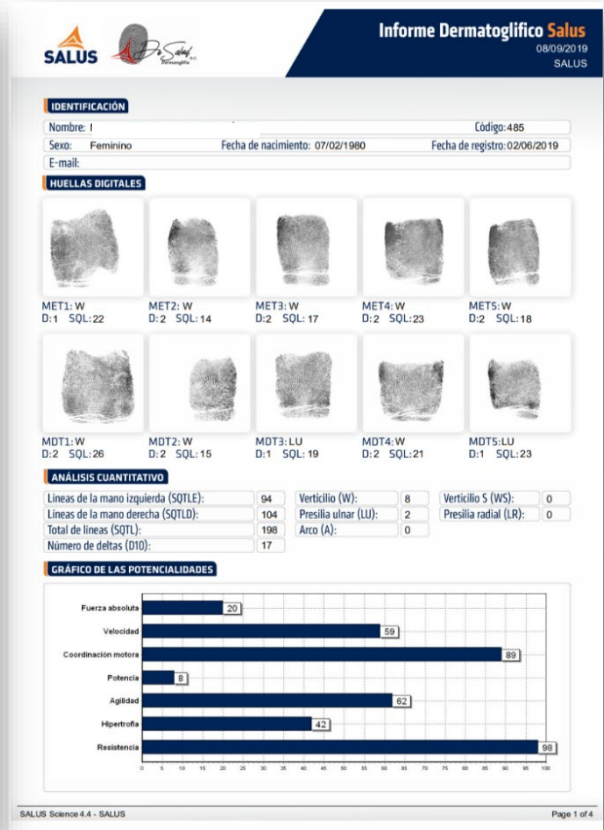 SALUS
Dr. Salus
Informe Dermatoglifico Salus
08/09/2019
SALUS
IDENTIFICACIÓN
Nombre:
Código: 485
Sexo: Feminino Fecha de nacimiento: 07/02/1980 Fecha de registro: 02/06/2019
E-mail:
HUELLAS DIGITALES
MET1: W MET2: W MET3: W MET4: W MET5: W
D:1 SQL:22 D:2 SQL:14 D:2 SQL:17 D:2 SQL:23 D:2 SQL:18
MDT1: W MDT2: W MDT3:LU MDT4: W MDT5:LU
D:2 SQL:26 D:2 SQL:15 D:1 SQL:19 D:2 SQL:21 D:1 SQL:23
ANÁLISIS CUANTITATIVO
Líneas de la mano izquierda (SQTLE): 94 Verticilio (W): 8 Verticilio S (WS): 0
Líneas de la mano derecha (SQTLD): 104 Presilia ulnar (LU): 2 Presilia radial (LR): 0
Total de líneas (SQTL): 198 Arco (A): 0
Número de deltas (D10): 17
GRÁFICO DE LAS POTENCIALIDADES
Fuerza absoluta 20
Velocidad 59
Coordinación motora 89
Potencia 8
Agilidad 62
Hipertrofia 42
Resistencia 98
0 5 10 15 20 25 30 35 40 45 50 55 60 65 70 75 80 85 90 95 100
SALUS Science 4.4 - SALUS Page 1 of 4